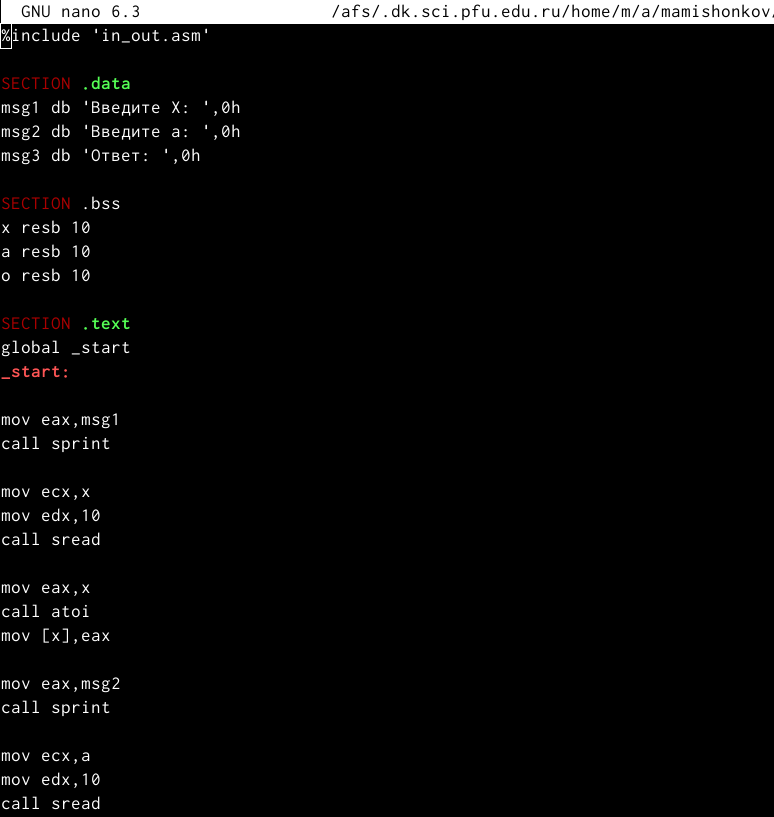 GNU nano 6.3 /afs/.dk.sci.pfu.edu.ru/home/m/a/mamishonkov/
%include 'in_out.asm'
SECTION .data
msg1 db 'Введите X: ',0h
msg2 db 'Введите a: ',0h
msg3 db 'Ответ: ',0h
SECTION .bss
x resb 10
a resb 10
o resb 10
SECTION .text
global _start
_start:
mov eax,msg1
call sprint
mov ecx,x
mov edx,10
call sread
mov eax,x
call atoi
mov [x],eax
mov eax,msg2
call sprint
mov ecx,a
mov edx,10
call sread